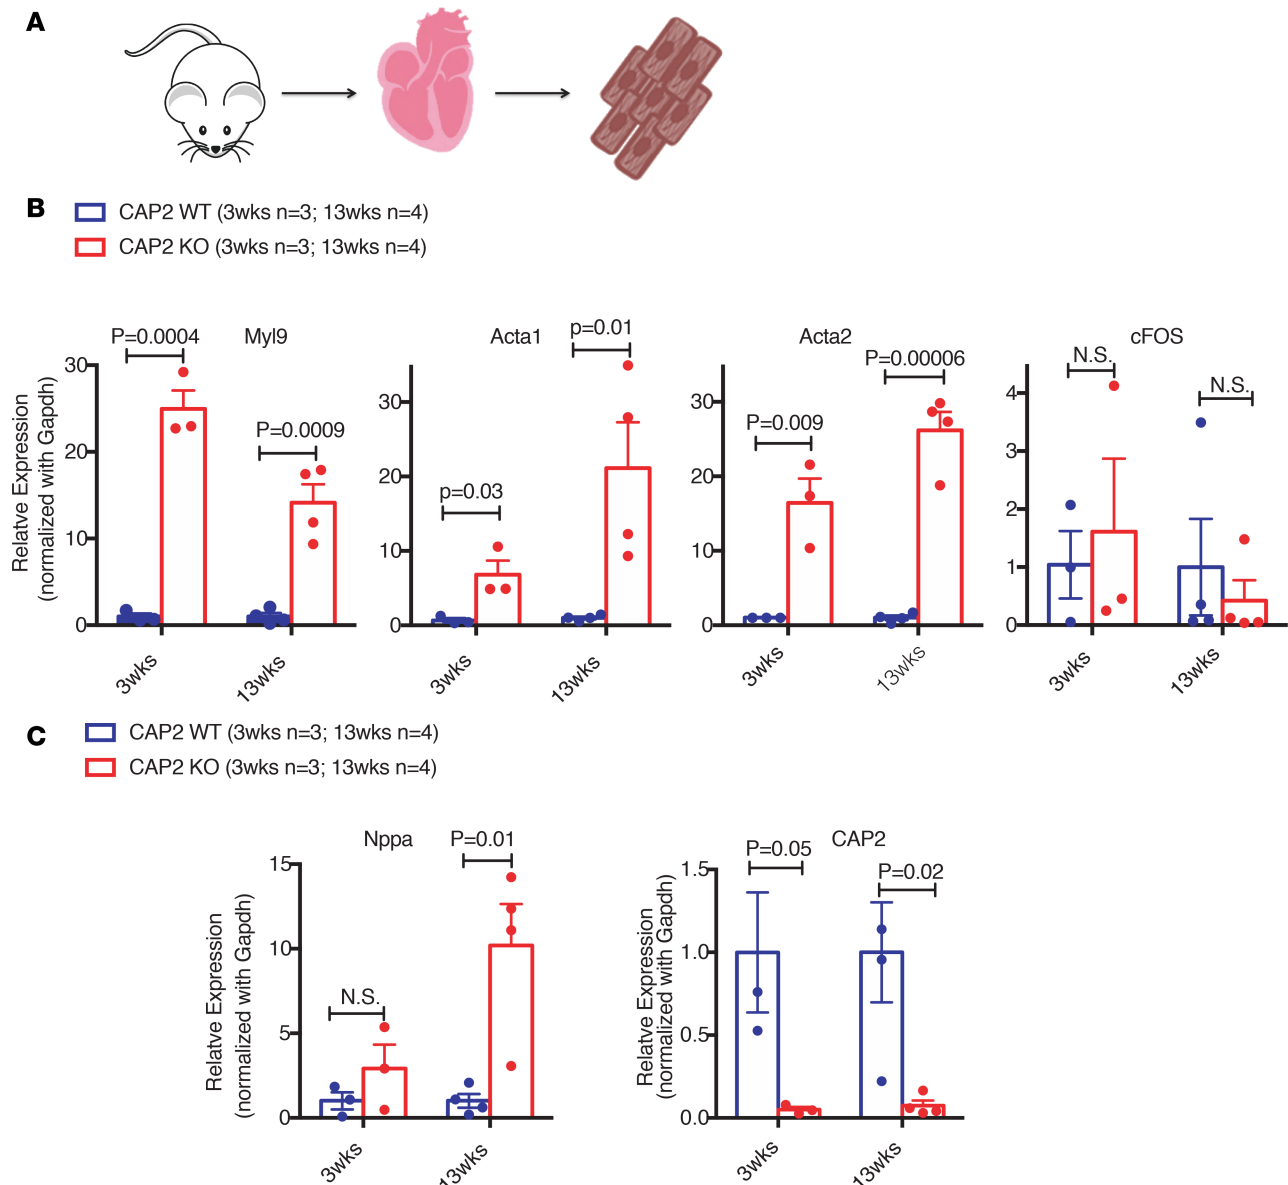 A
B
CAP2 WT (3wks n=3; 13wks n=4)
CAP2 KO (3wks n=3; 13wks n=4)
Relatve Expression
(normalized with Gapdh)
Myl9
P=0.0004
P=0.0009
30
20
10
0
3wks
13wks
Acta1
p=0.03
p=0.01
30
20
10
0
3wks
13wks
Acta2
P=0.009
P=0.00006
30
20
10
0
3wks
13wks
cFOS
N.S.
N.S.
4
3
2
1
0
3wks
13wks
C
CAP2 WT (3wks n=3; 13wks n=4)
CAP2 KO (3wks n=3; 13wks n=4)
Relatve Expression
(normalized with Gapdh)
Nppa
N.S.
P=0.01
15
10
5
0
3wks
13wks
Relatve Expression
(normalized with Gapdh)
CAP2
P=0.05
P=0.02
1.5
1.0
0.5
0.0
3wks
13wks